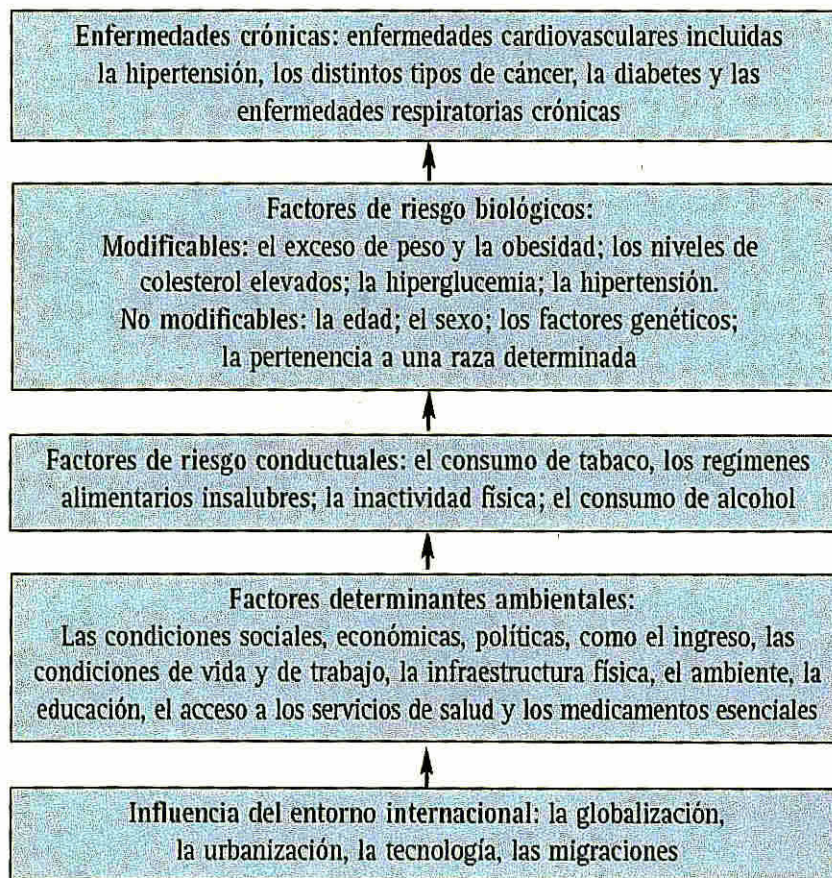 Enfermedades crónicas: enfermedades cardiovasculares incluidas
la hipertensión, los distintos tipos de cáncer, la diabetes y las
enfermedades respiratorias crónicas
Factores de riesgo biológicos:
Modificables: el exceso de peso y la obesidad; los niveles de
colesterol elevados; la hiperglucemia; la hipertensión.
No modificables: la edad; el sexo; los factores genéticos;
la pertenencia a una raza determinada
Factores de riesgo conductuales: el consumo de tabaco, los regímenes
alimentarios insalubres; la inactividad física; el consumo de alcohol
Factores determinantes ambientales:
Las condiciones sociales, económicas, políticas, como el ingreso, las
condiciones de vida y de trabajo, la infraestructura física, el ambiente, la
educación, el acceso a los servicios de salud y los medicamentos esenciales
Influencia del entorno internacional: la globalización,
la urbanización, la tecnología, las migraciones